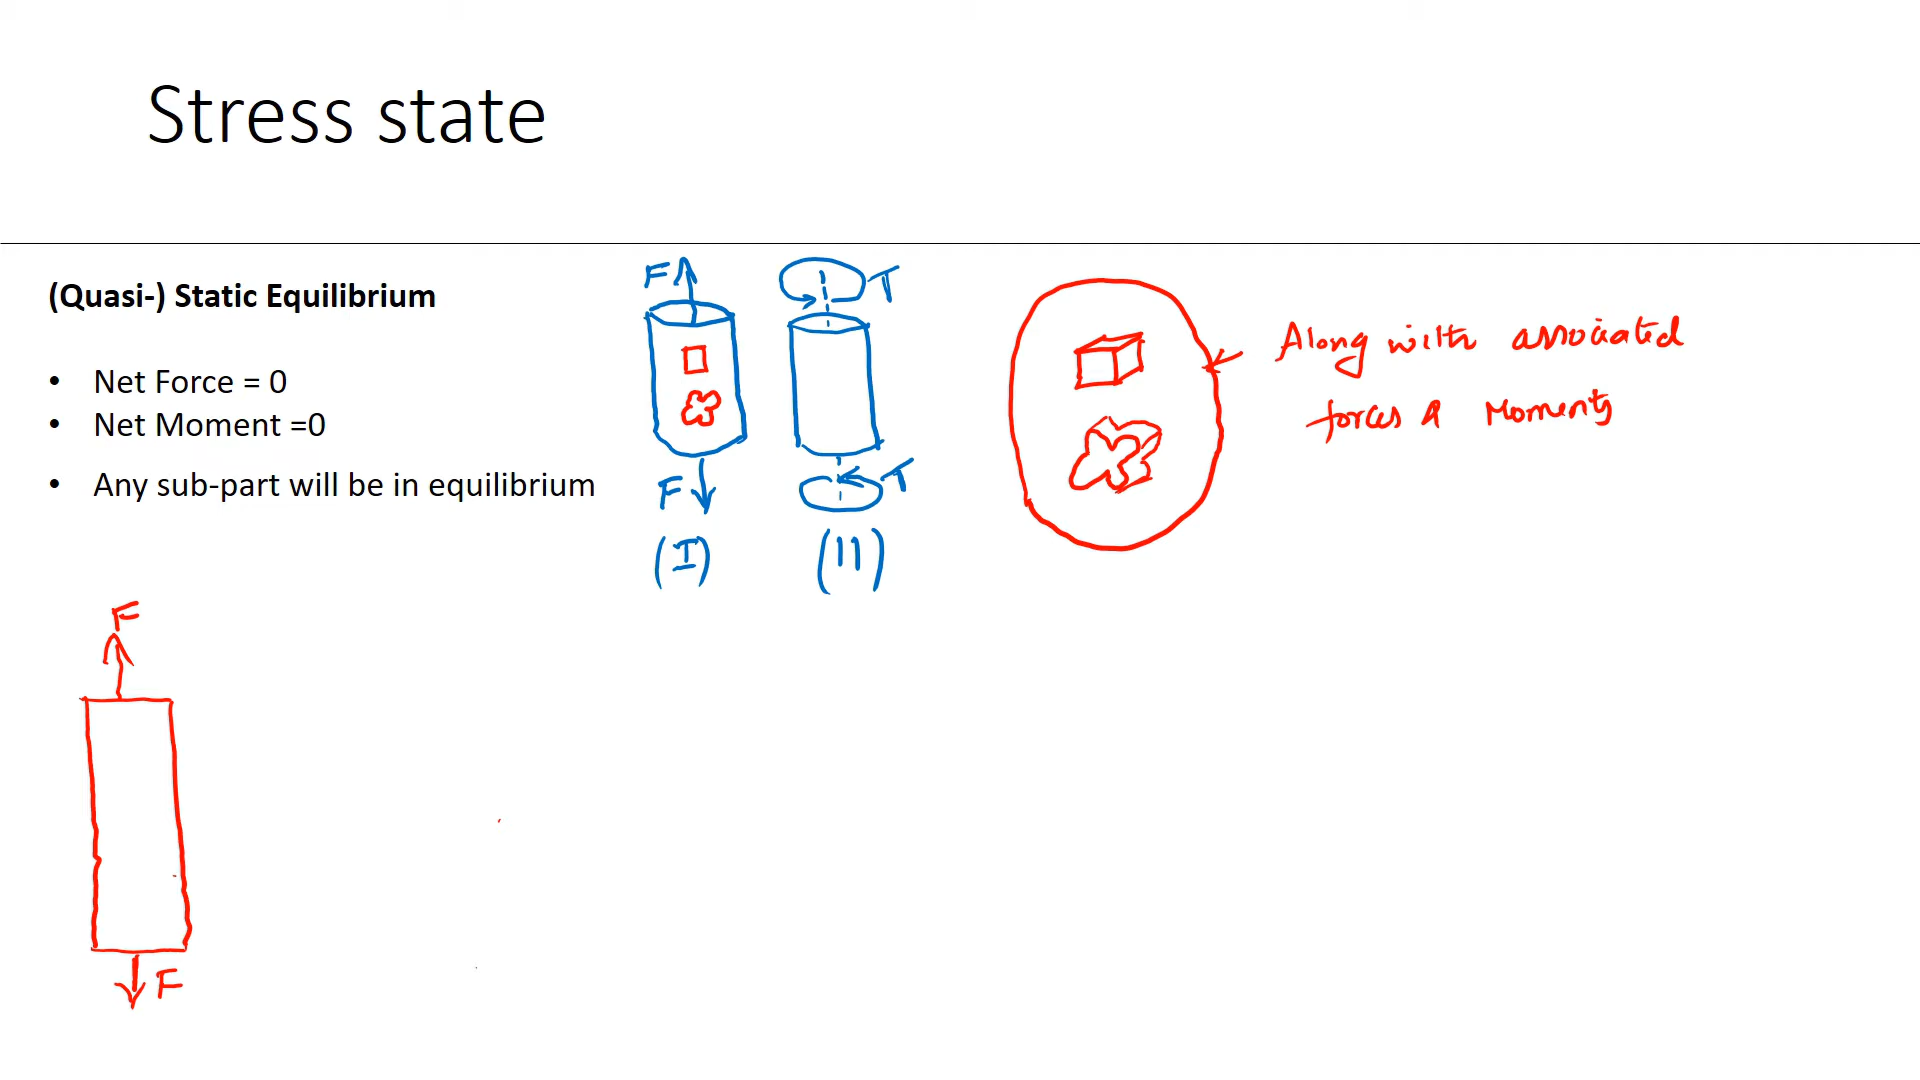 Stress state
(Quasi-) Static Equilibrium
• Net Force = 0
• Net Moment =0
• Any sub-part will be in equilibrium
F
T
F
T
(I)
(II)
Along with associated
forces & Moments
F
F